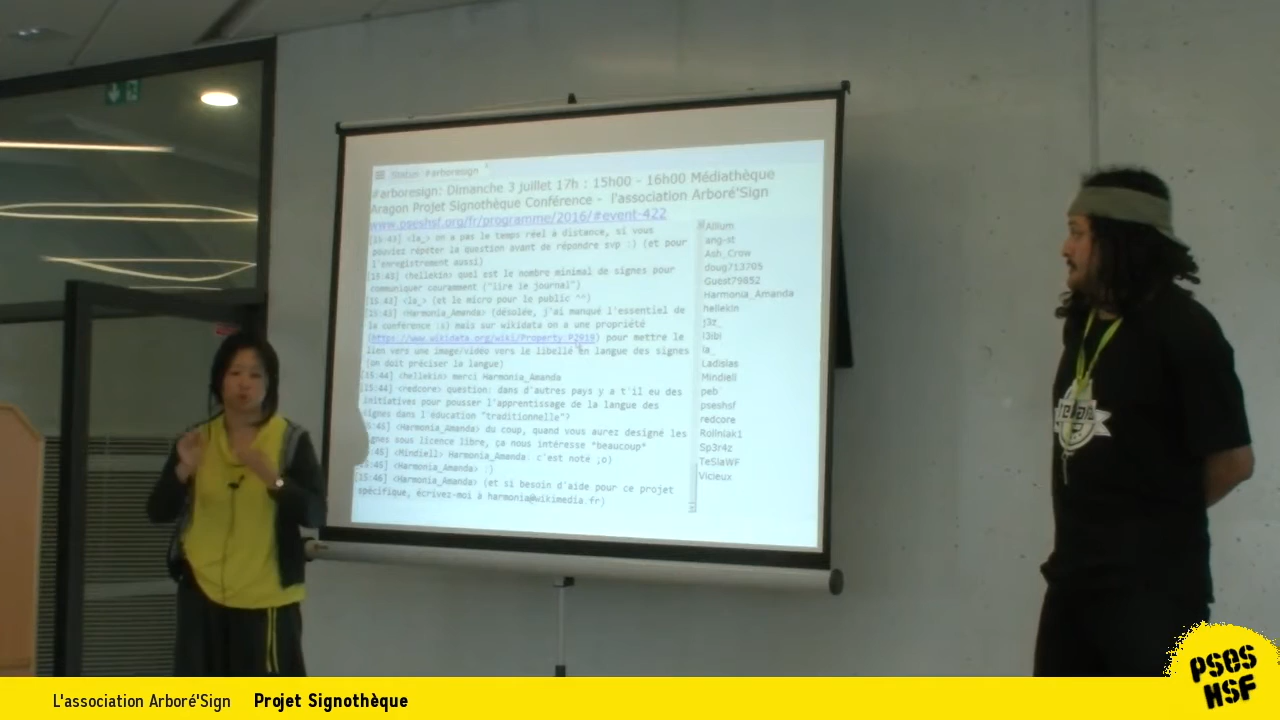 Status #arboresign
#arboresign: Dimanche 3 juillet 17h : 15h00 - 16h00 Médiathèque
Aragon Projet Signothèque Conférence - l'association Arboré'Sign
www.pseshsf.org/fr/programme/2016/#event-422
[15:43] <la_> on a pas le temps réel à distance, si vous
pouviez répéter la question avant de répondre svp :) (et pour
l'enregistrement aussi)
[15:43] <hellekin> quel est le nombre minimal de signes pour
communiquer couramment ("lire le journal")
[15:43] <la_> (et le micro pour le public ^^)
[15:43] <Harmonia_Amanda> (désolée, j'ai manqué l'essentiel de
la conférence :s) mais sur wikidata on a une propriété
(https://www.wikidata.org/wiki/Property:P2919) pour mettre le
lien vers une image/vidéo vers le libellé en langue des signes
(on doit préciser la langue)
[15:44] <hellekin> merci Harmonia_Amanda
[15:44] <redcore> question: dans d'autres pays y a t'il eu des
initiatives pour pousser l'apprentissage de la langue des
signes dans l'éducation "traditionnelle"?
:46] <Harmonia_Amanda> du coup, quand vous aurez designé les
signes sous licence libre, ça nous intéresse *beaucoup*
:46] <Mindiell> Harmonia_Amanda: c'est noté ;o)
:46] <Harmonia_Amanda> :)
[15:46] <Harmonia_Amanda> (et si besoin d'aide pour ce projet
spécifique, écrivez-moi à harmonia@wikimedia.fr)
Allium
ang-st
Ash_Crow
doug713705
Guest79852
Harmonia_Amanda
hellekin
j3z_
l3ibi
la_
Ladislas
Mindiell
peb
pseshsf
redcore
Rollniak1
Sp3r4z
TeSlaWF
Vicieux
L'association Arboré'Sign Projet Signothèque
PSES
HSF